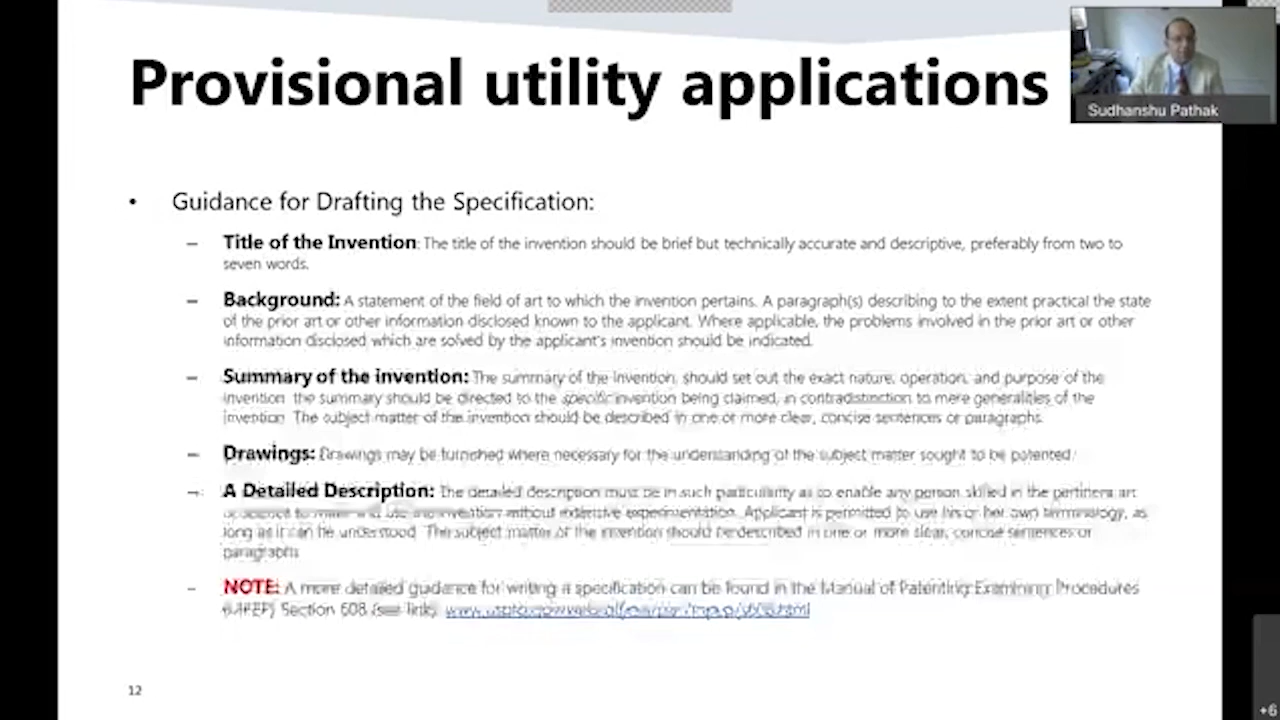 Provisional utility applications
Sudhanshu Pathak
• Guidance for Drafting the Specification:
– Title of the Invention: The title of the invention should be brief but technically accurate and descriptive, preferably from two to
seven words.
– Background: A statement of the field of art to which the invention pertains. A paragraph(s) describing to the extent practical the state
of the prior art or other information disclosed known to the applicant. Where applicable, the problems involved in the prior art or other
information disclosed which are solved by the applicant's invention should be indicated.
– Summary of the invention: The summary of the Invention, should set out the exact nature, operation, and purpose of the
invention the summary should be directed to the specific invention being claimed, in contradistinction to mere generalities of the
invention. The subject matter of the invention should be described in one or more clear, concise sentences or paragraphs.
– Drawings: Drawings may be furnished where necessary for the understanding of the subject matter sought to be patented.
– A Detailed Description: The detailed description must be in such particularity as to enable any person skilled in the pertinent art
to make and use the invention without extensive experimentation. Applicant is permitted to use his or her own terminology, as
long as it can be understood. The subject matter of the invention should be described in one or more clear, concise sentences or
paragraphs
– NOTE: A more detailed guidance for writing a specification can be found in the Manual of Patenting Examining Procedures
(MPEP) Section 608 (see link)
12
+6